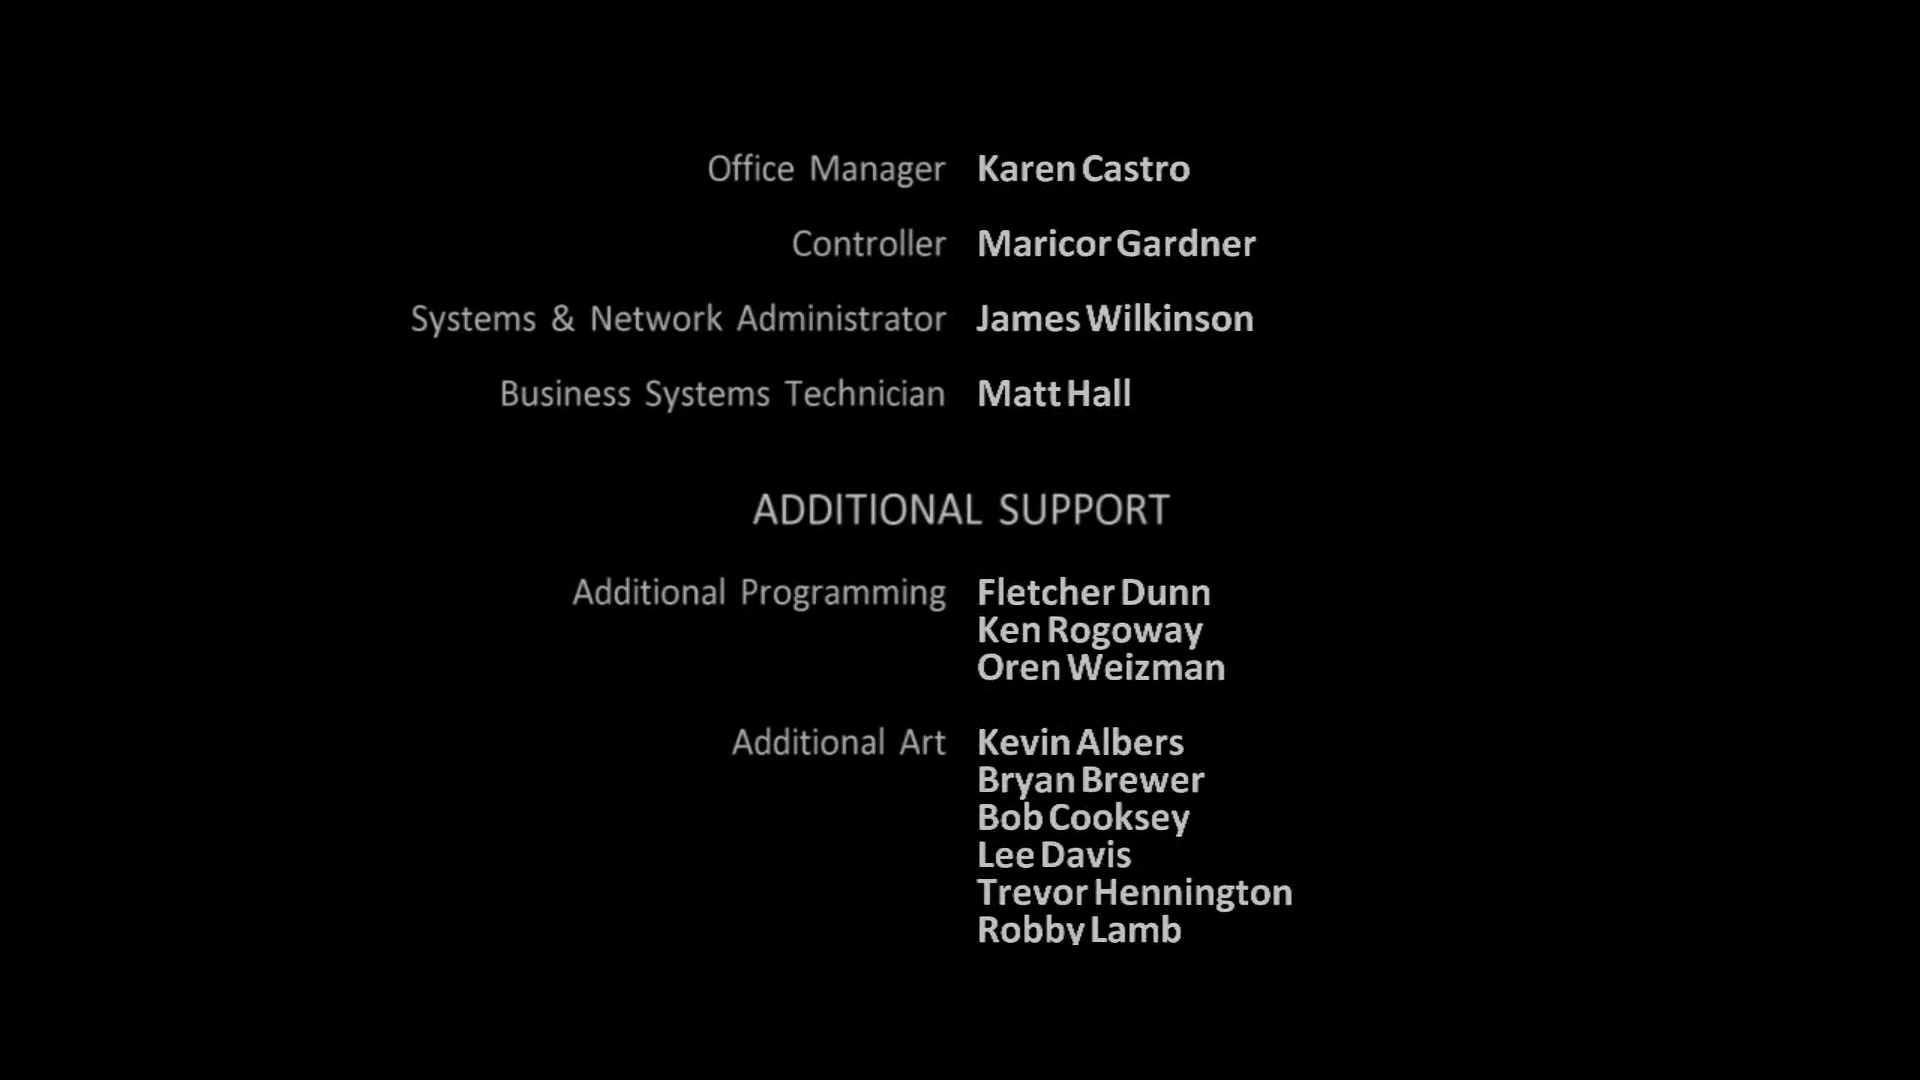 Office Manager Karen Castro
Controller Maricor Gardner
Systems & Network Administrator James Wilkinson
Business Systems Technician Matt Hall
ADDITIONAL SUPPORT
Additional Programming Fletcher Dunn
Ken Rogoway
Oren Weizman
Additional Art Kevin Albers
Bryan Brewer
Bob Cooksey
Lee Davis
Trevor Hennington
Robby Lamb